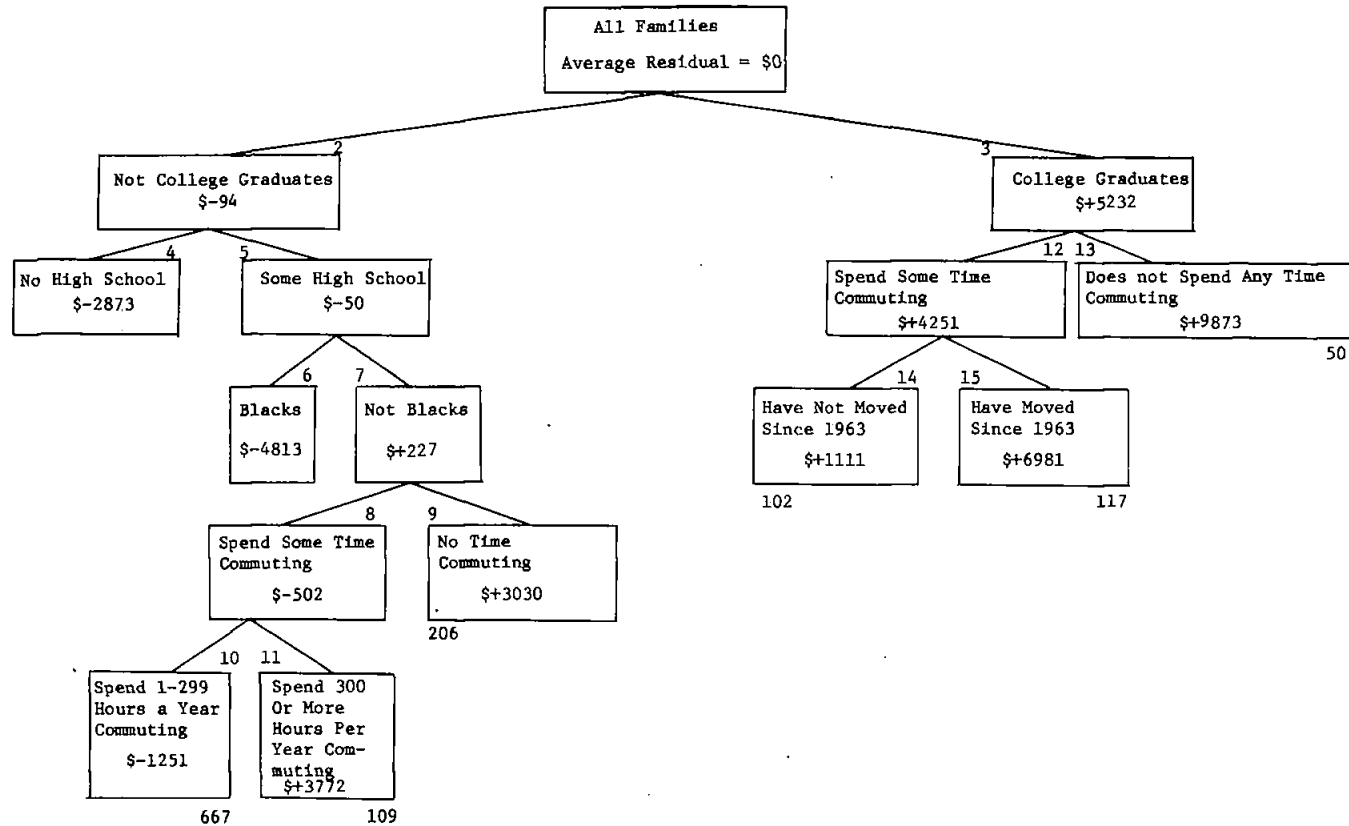 All Families
Average Residual = $0
2
3
Not College Graduates
$-94
College Graduates
$+5232
4
5
12 13
No High School
$-2873
Some High School
$-50
Spend Some Time
Commuting
$+4251
Does not Spend Any Time
Commuting
$+9873
50
6
7
14
15
Blacks
$-4813
Not Blacks
$+227
Have Not Moved
Since 1963
$+1111
Have Moved
Since 1963
$+6981
102
117
8
9
Spend Some Time
Commuting
$-502
No Time
Commuting
$+3030
206
10
11
Spend 1-299
Hours a Year
Commuting
$-1251
Spend 300
Or More
Hours Per
Year Com-
muting
$+3772
667
109